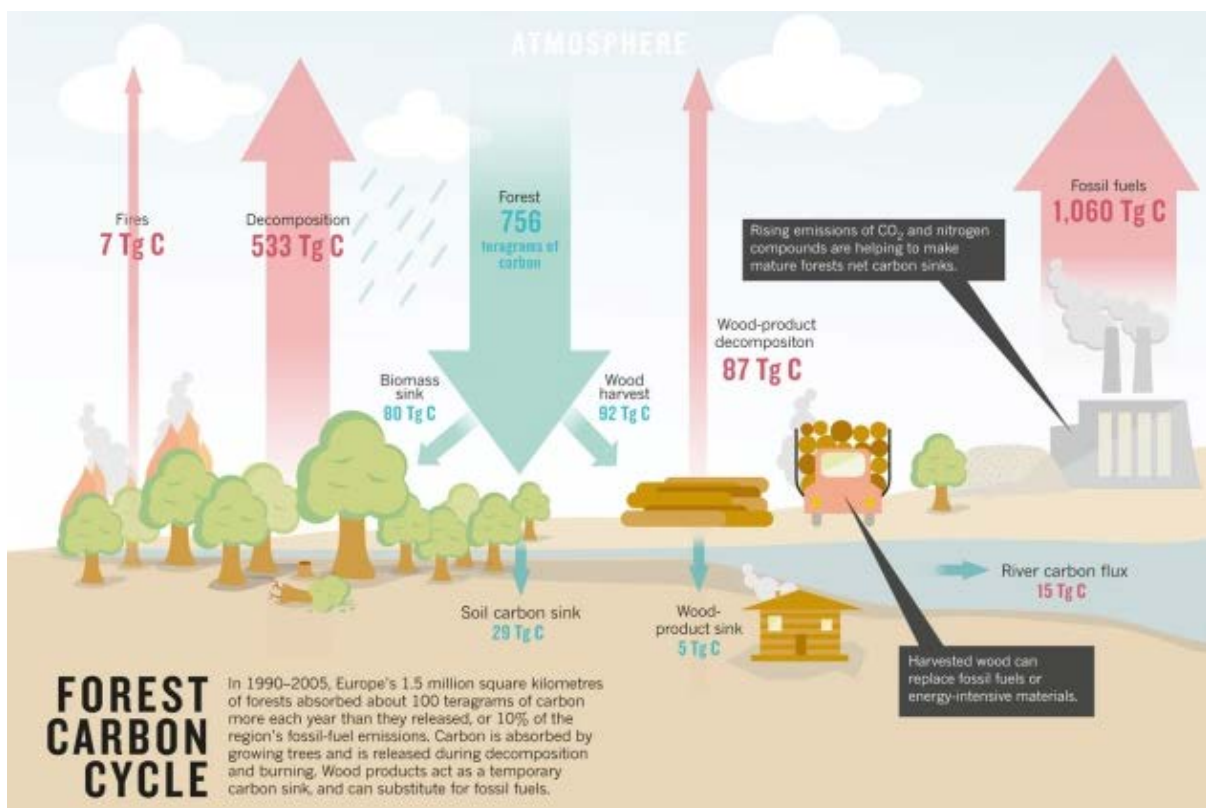 ATMOSPHERE
Fires
7 Tg C
Decomposition
533 Tg C
Forest
756
teragrams of
carbon
Biomass
sink
80 Tg C
Wood
harvest
92 Tg C
Wood-product
decompositon
87 Tg C
Rising emissions of CO₂ and nitrogen
compounds are helping to make
mature forests net carbon sinks.
Fossil fuels
1,060 Tg C
Soil carbon sink
29 Tg C
Wood-
product sink
5 Tg C
River carbon flux
15 Tg C
Harvested wood can
replace fossil fuels or
energy-intensive materials.
FOREST
CARBON
CYCLE
In 1990–2005, Europe's 1.5 million square kilometres
of forests absorbed about 100 teragrams of carbon
more each year than they released, or 10% of the
region's fossil-fuel emissions. Carbon is absorbed by
growing trees and is released during decomposition
and burning. Wood products act as a temporary
carbon sink, and can substitute for fossil fuels.